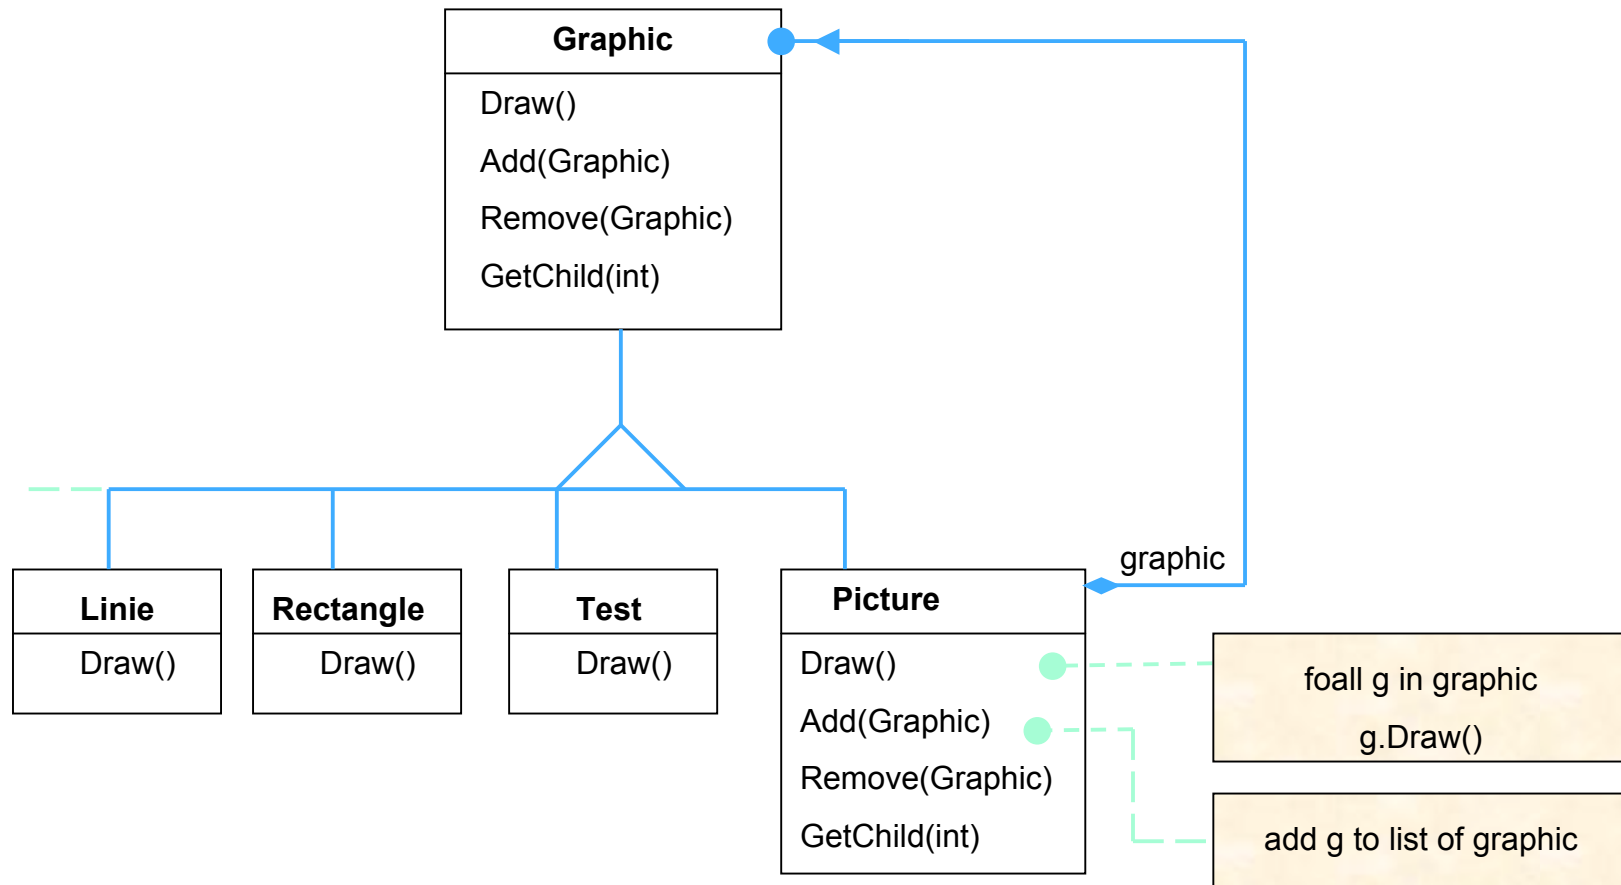 Graphic
Draw()
Add(Graphic)
Remove(Graphic)
GetChild(int)
graphic
Linie
Draw()
Rectangle
Draw()
Test
Draw()
Picture
Draw()
Add(Graphic)
Remove(Graphic)
GetChild(int)
foall g in graphic
g.Draw()
add g to list of graphic